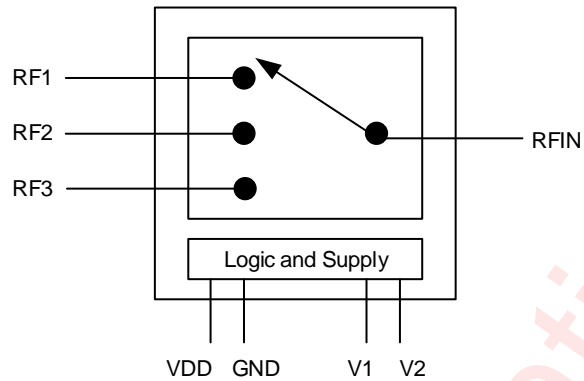 RF1
RF2
RF3
RFIN
Logic and Supply
VDD GND V1 V2